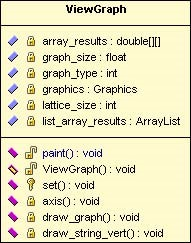 ViewGraph
array_results : double[][]
graph_size : float
graph_type : int
graphics : Graphics
lattice_size : int
list_array_results : ArrayList
paint() : void
ViewGraph() : void
set() : void
axis() : void
draw_graph() : void
draw_string_vert() : void